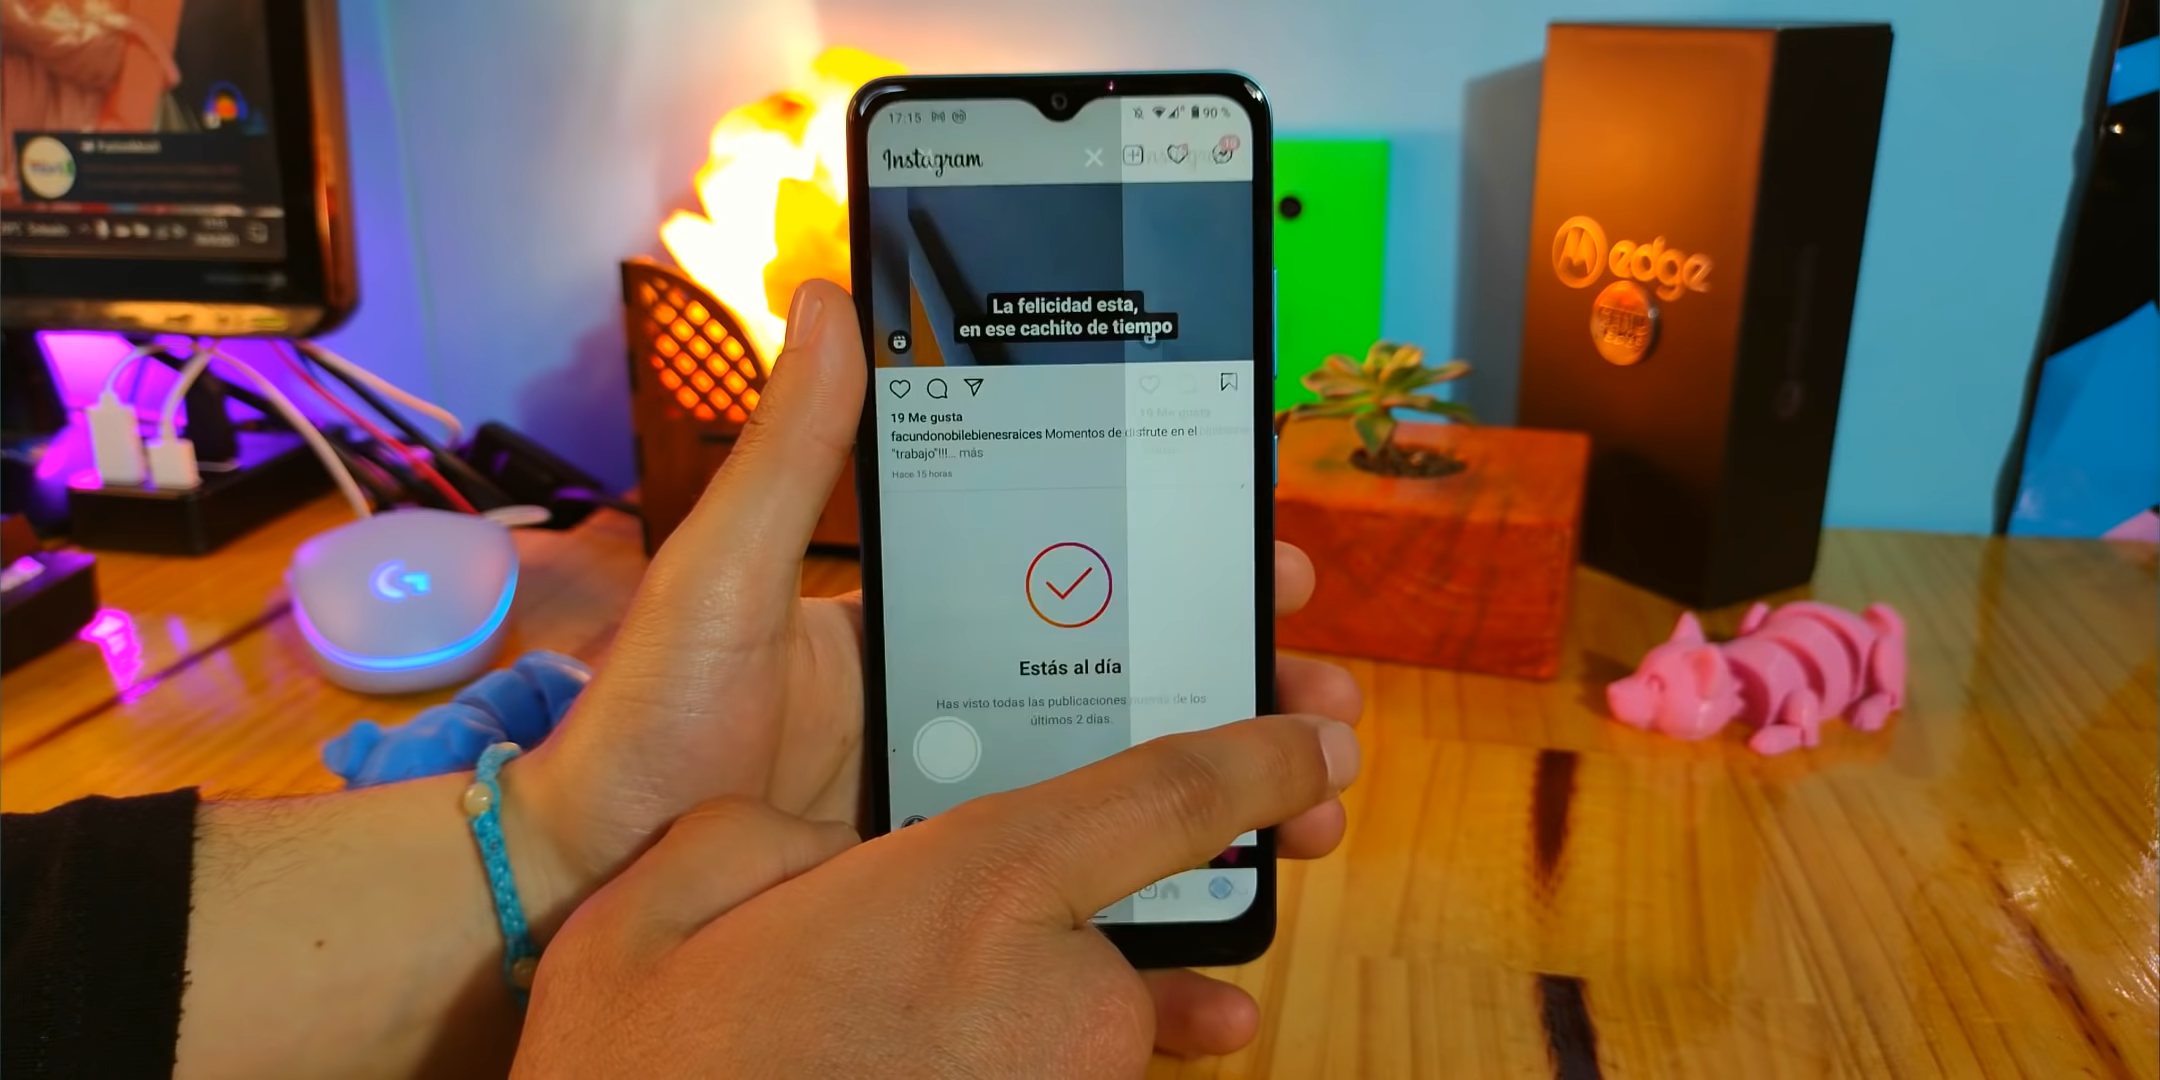 17:15
90 %
Instagram
La felicidad esta,
en ese cachito de tiempo
19 Me gusta
facundonobilebienesraices Momentos de disfrute en el
"trabajo"!!!... más
Hace 15 horas
Estás al día
Has visto todas las publicaciones nuevas de los
últimos 2 días.
edge
G